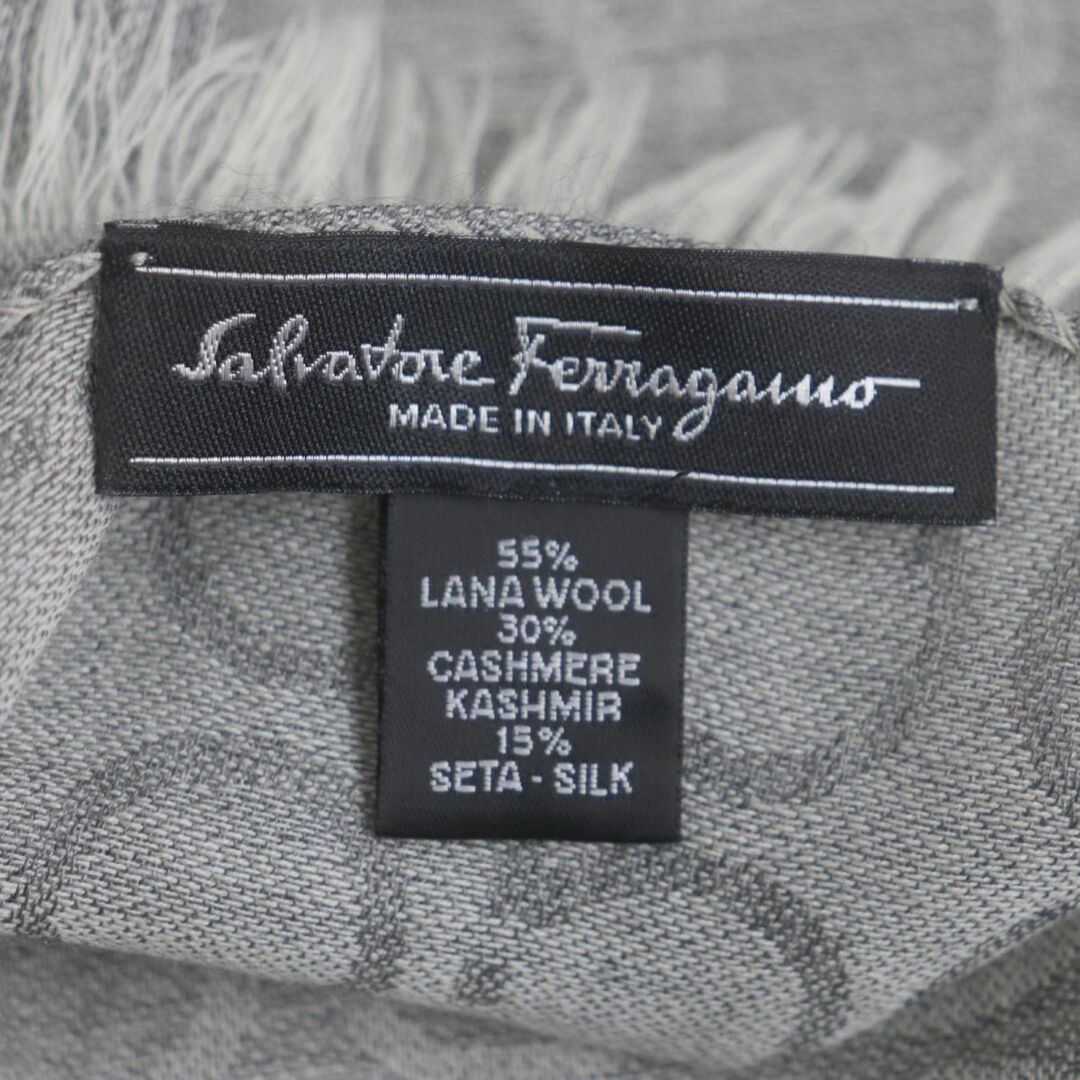 Salvatore Ferragamo
MADE IN ITALY
55%
LANA WOOL
30%
CASHMERE
KASHMIR
15%
SETA - SILK